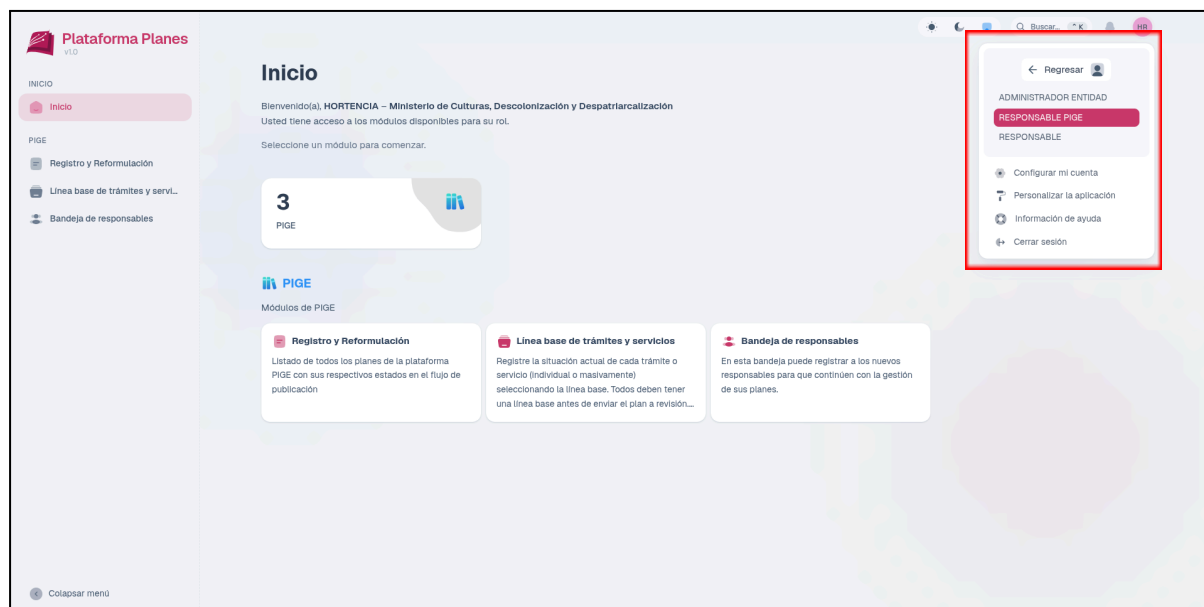 Plataforma Planes
v1.0
INICIO
Inicio
PIGE
Registro y Reformulación
Línea base de trámites y servi...
Bandeja de responsables
Colapsar menú
Buscar... ⌃ K
HR
Inicio
Bienvenido(a), HORTENCIA – Ministerio de Culturas, Descolonización y Despatriarcalización
Usted tiene acceso a los módulos disponibles para su rol.
Seleccione un módulo para comenzar.
3
PIGE
PIGE
Módulos de PIGE
Registro y Reformulación
Listado de todos los planes de la plataforma
PIGE con sus respectivos estados en el flujo de
publicación
Línea base de trámites y servicios
Registre la situación actual de cada trámite o
servicio (individual o masivamente)
seleccionando la línea base. Todos deben tener
una línea base antes de enviar el plan a revisión....
Bandeja de responsables
En esta bandeja puede registrar a los nuevos
responsables para que continúen con la gestión
de sus planes.
Regresar
ADMINISTRADOR ENTIDAD
RESPONSABLE PIGE
RESPONSABLE
Configurar mi cuenta
Personalizar la aplicación
Información de ayuda
Cerrar sesión